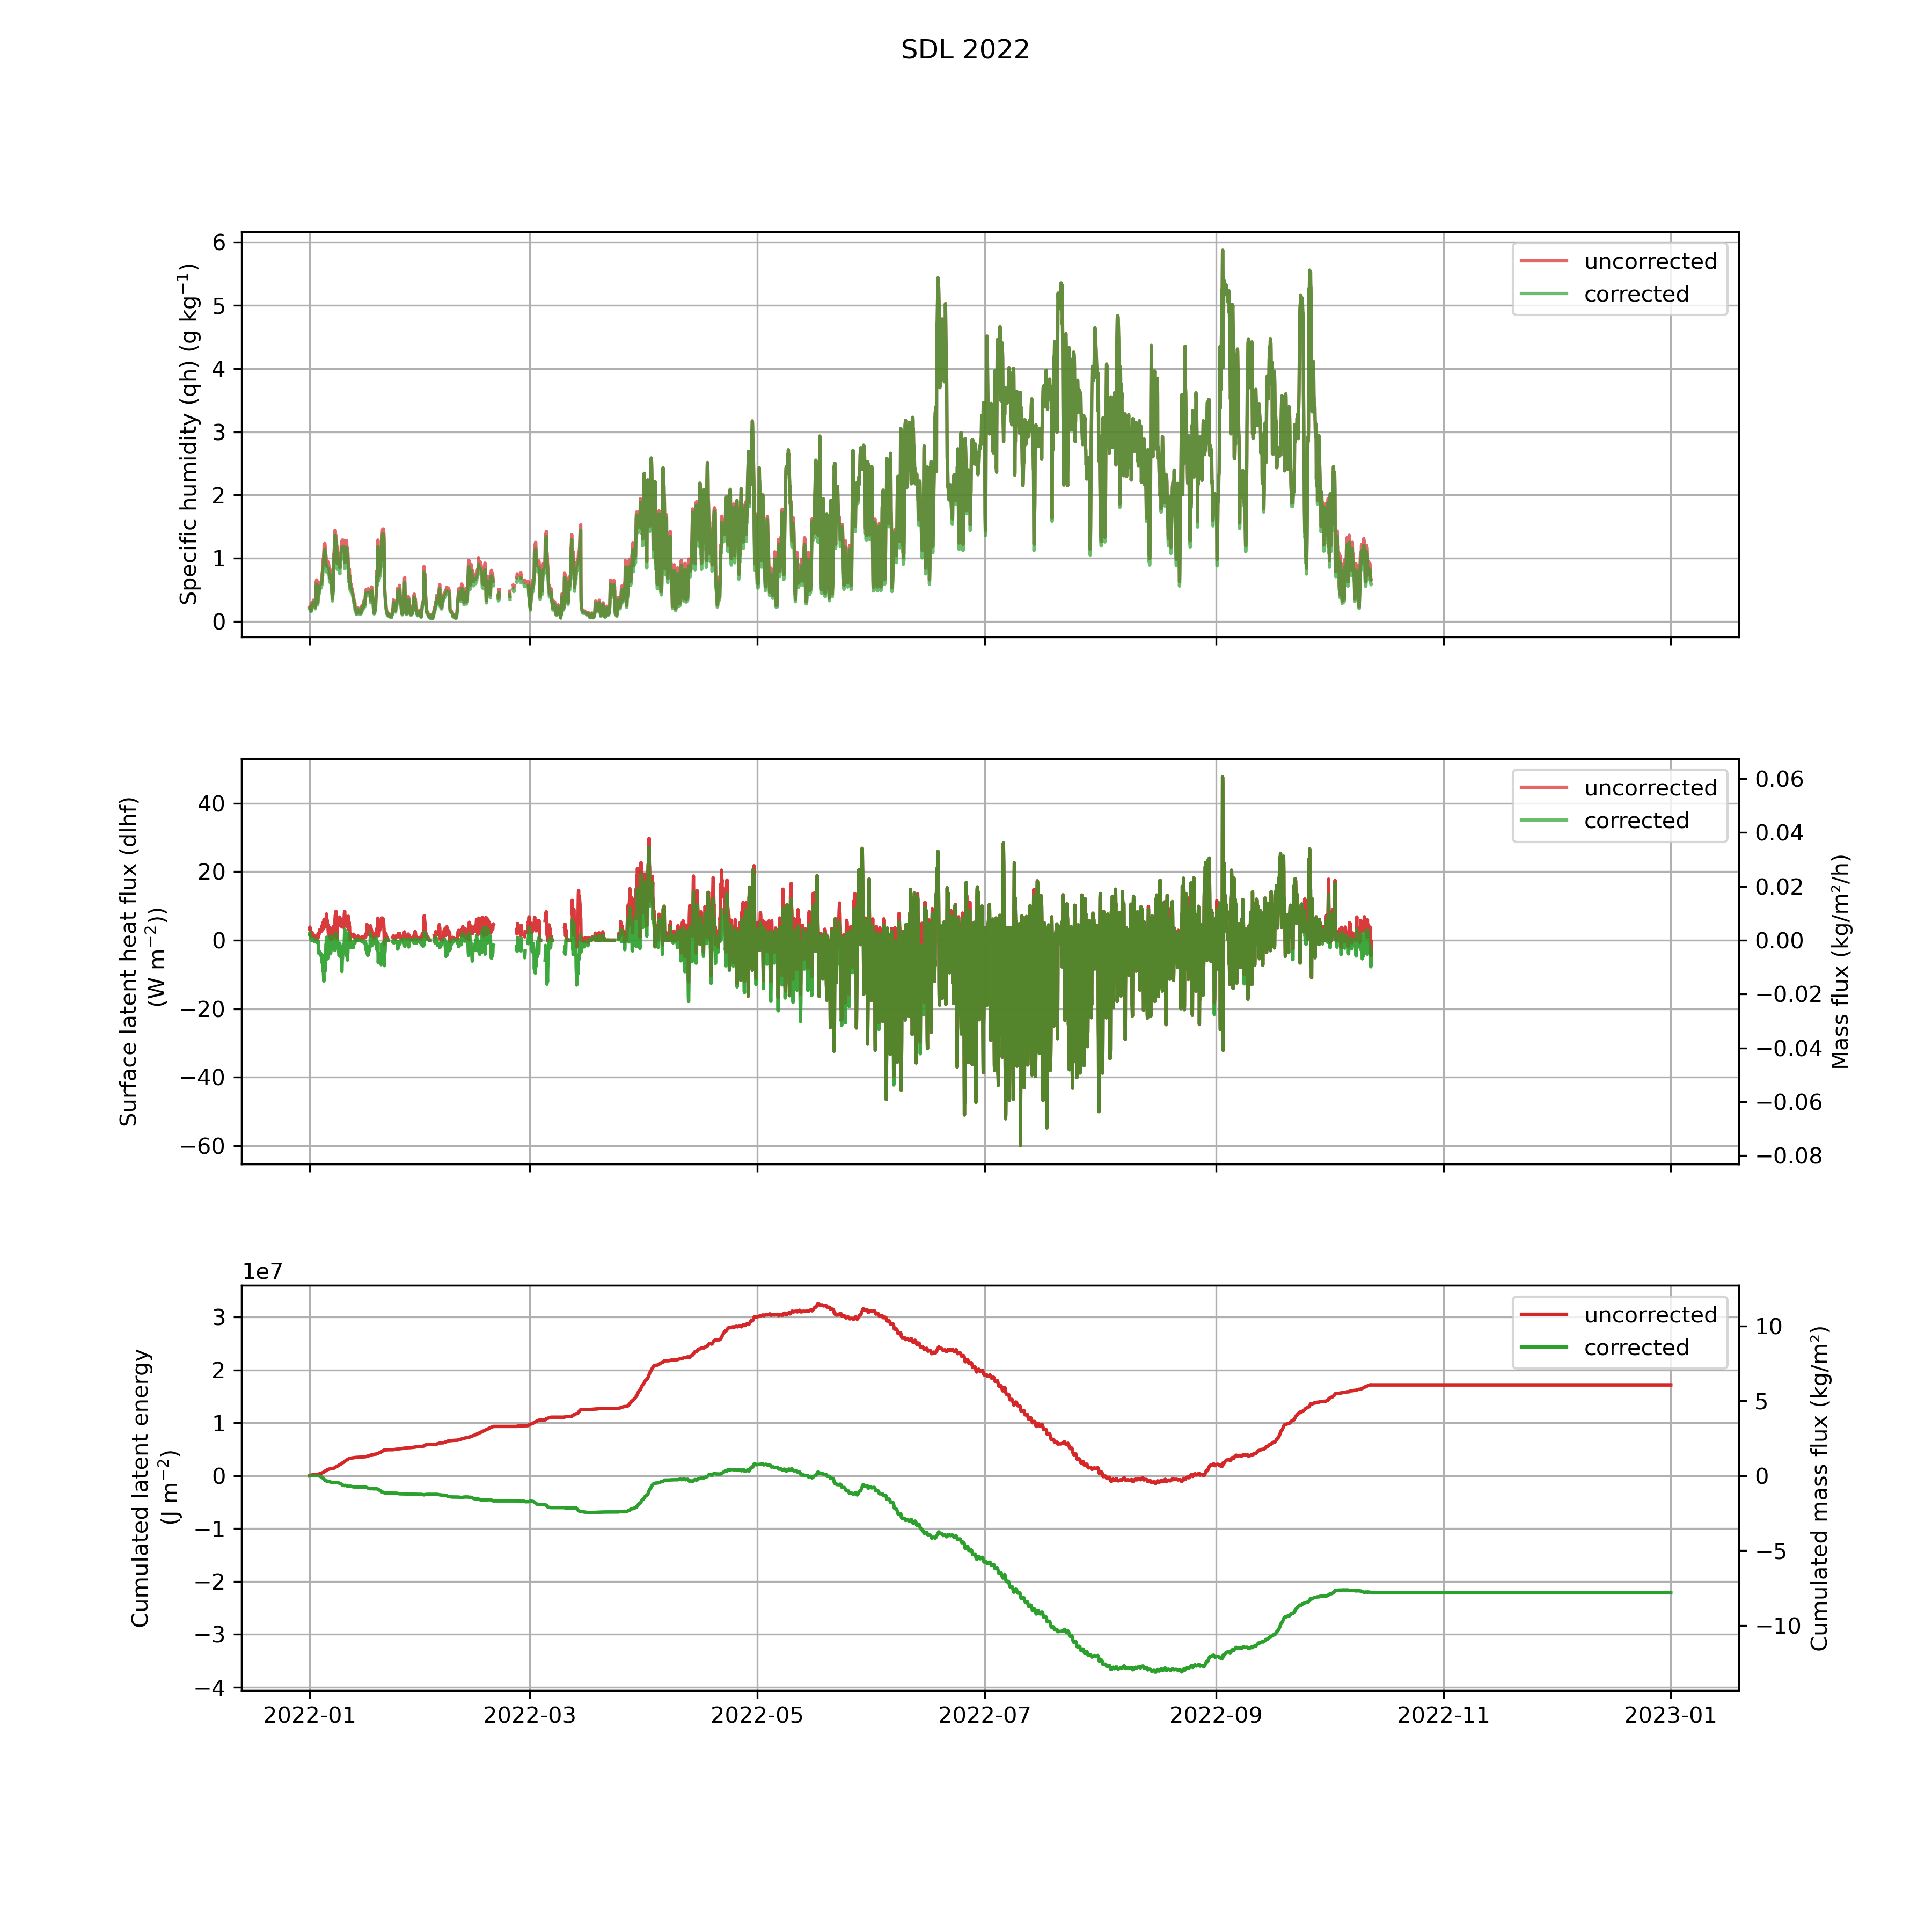 SDL 2022
Specific humidity (qh) (g kg⁻¹)
6
5
4
3
2
1
0
uncorrected
corrected
Surface latent heat flux (dlhf)
(W m⁻²))
40
20
0
−20
−40
−60
uncorrected
corrected
0.06
0.04
0.02
0.00
−0.02
−0.04
−0.06
−0.08
Mass flux (kg/m²/h)
1e7
Cumulated latent energy
(J m⁻²)
3
2
1
0
−1
−2
−3
−4
uncorrected
corrected
10
5
0
−5
−10
Cumulated mass flux (kg/m²)
2022-01 2022-03 2022-05 2022-07 2022-09 2022-11 2023-01